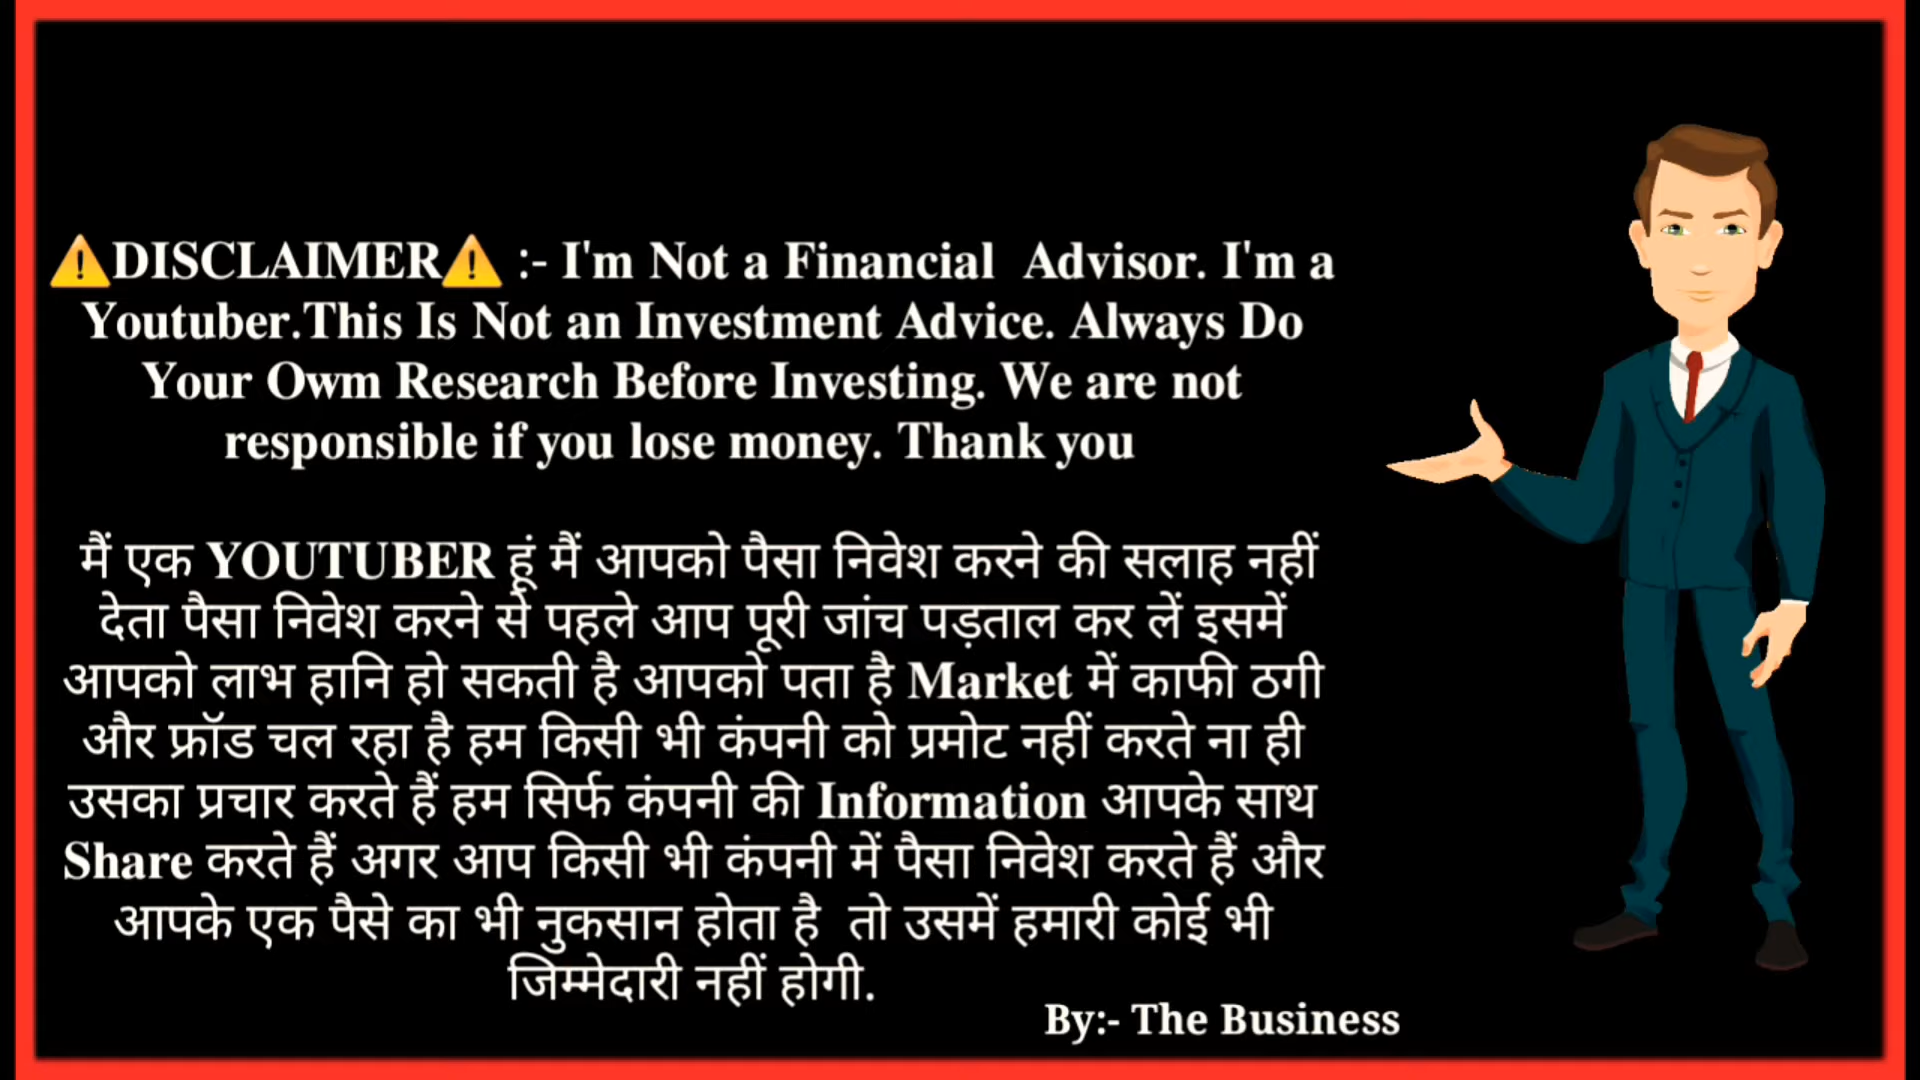 ⚠️DISCLAIMER⚠️ :- I'm Not a Financial  Advisor. I'm a
Youtuber.This Is Not an Investment Advice. Always Do
Your Owm Research Before Investing. We are not
responsible if you lose money. Thank you
मैं एक YOUTUBER हूं मैं आपको पैसा निवेश करने की सलाह नहीं
देता पैसा निवेश करने से पहले आप पूरी जांच पड़ताल कर लें इसमें
आपको लाभ हानि हो सकती है आपको पता है Market में काफी ठगी
और फ्रॉड चल रहा है हम किसी भी कंपनी को प्रमोट नहीं करते ना ही
उसका प्रचार करते हैं हम सिर्फ कंपनी की Information आपके साथ
Share करते हैं अगर आप किसी भी कंपनी में पैसा निवेश करते हैं और
आपके एक पैसे का भी नुकसान होता है  तो उसमें हमारी कोई भी
जिम्मेदारी नहीं होगी.
By:- The Business